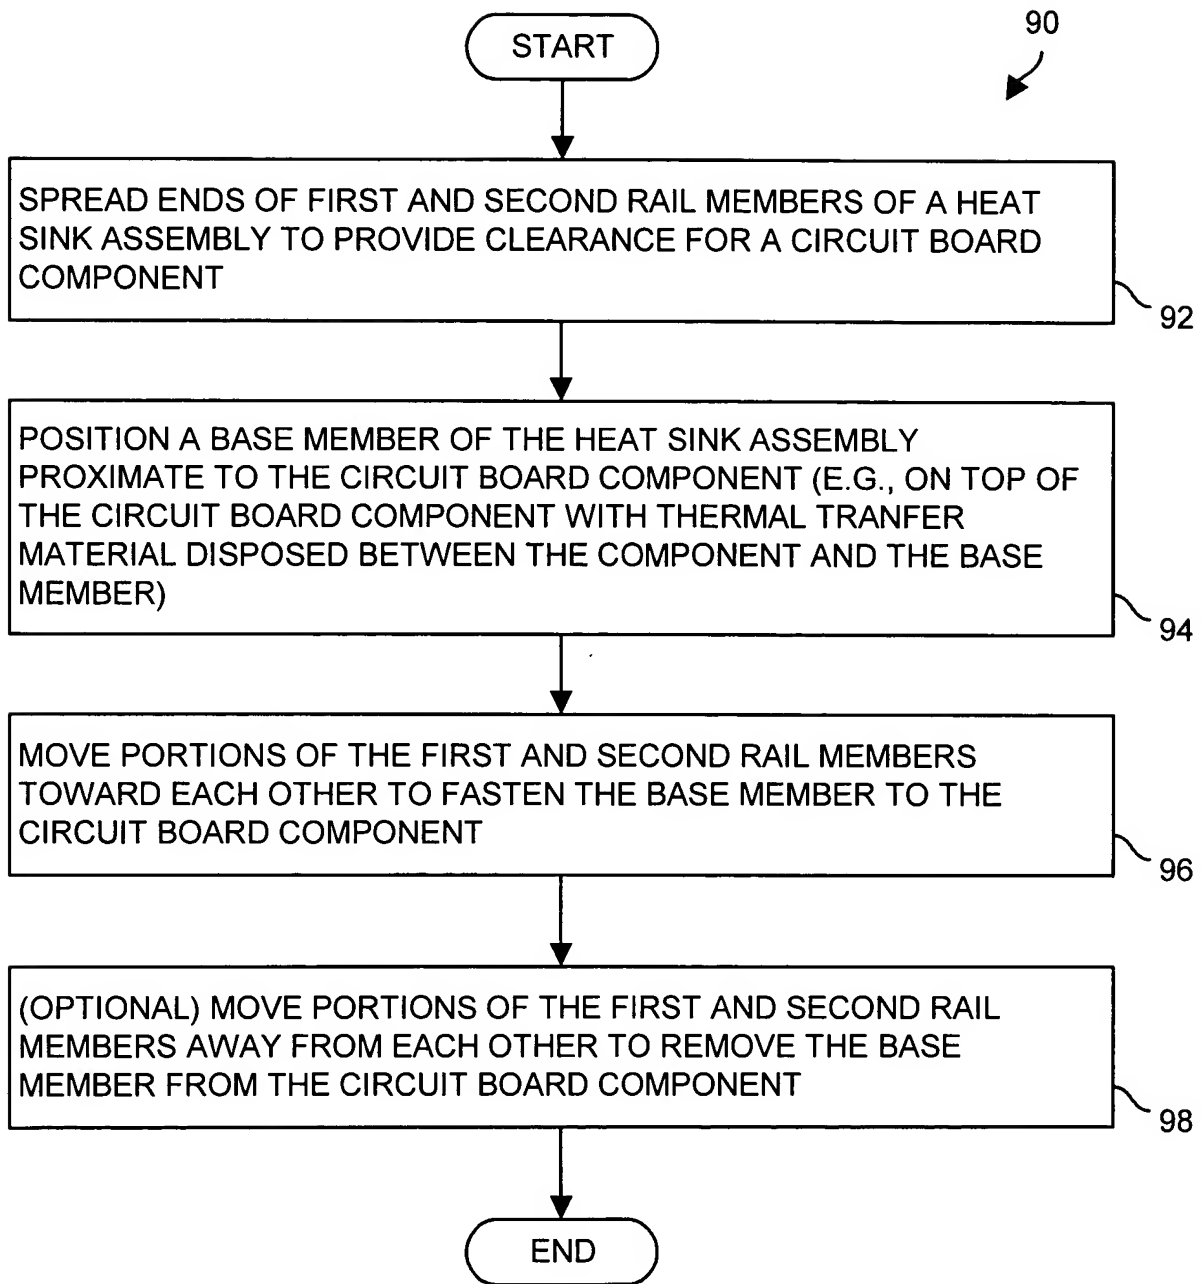 START
90
SPREAD ENDS OF FIRST AND SECOND RAIL MEMBERS OF A HEAT
SINK ASSEMBLY TO PROVIDE CLEARANCE FOR A CIRCUIT BOARD
COMPONENT
92
POSITION A BASE MEMBER OF THE HEAT SINK ASSEMBLY
PROXIMATE TO THE CIRCUIT BOARD COMPONENT (E.G., ON TOP OF
THE CIRCUIT BOARD COMPONENT WITH THERMAL TRANFER
MATERIAL DISPOSED BETWEEN THE COMPONENT AND THE BASE
MEMBER)
94
MOVE PORTIONS OF THE FIRST AND SECOND RAIL MEMBERS
TOWARD EACH OTHER TO FASTEN THE BASE MEMBER TO THE
CIRCUIT BOARD COMPONENT
96
(OPTIONAL) MOVE PORTIONS OF THE FIRST AND SECOND RAIL
MEMBERS AWAY FROM EACH OTHER TO REMOVE THE BASE
MEMBER FROM THE CIRCUIT BOARD COMPONENT
98
END